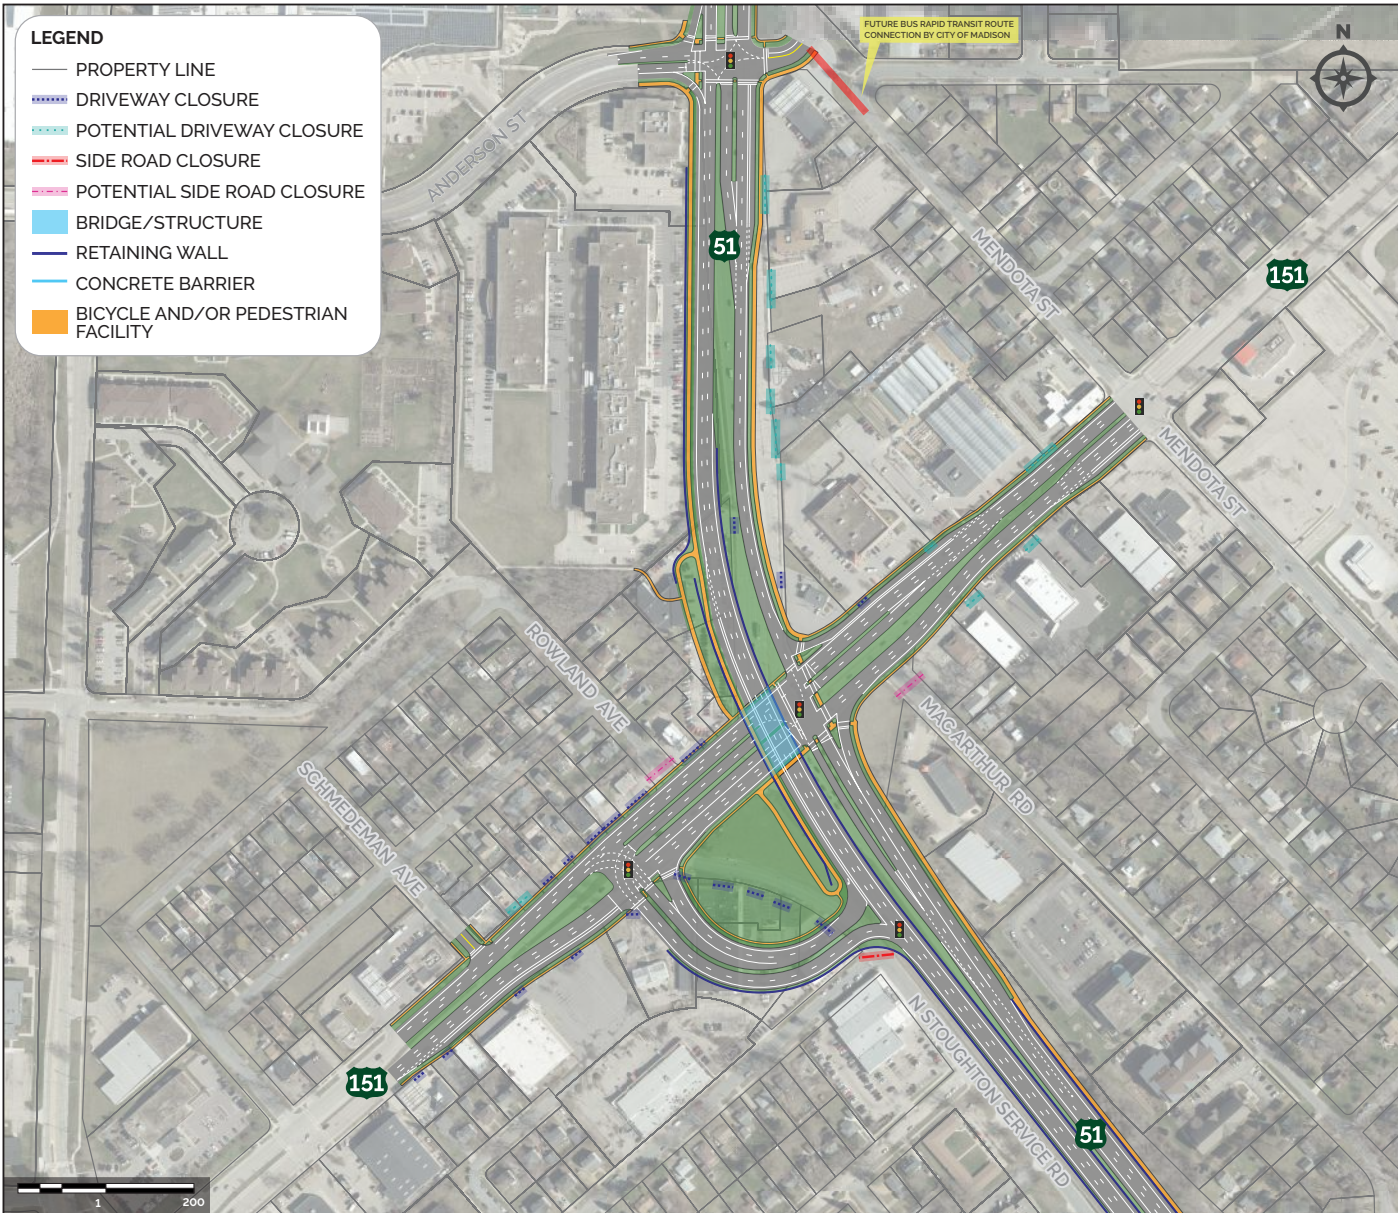 LEGEND
PROPERTY LINE
DRIVEWAY CLOSURE
POTENTIAL DRIVEWAY CLOSURE
SIDE ROAD CLOSURE
POTENTIAL SIDE ROAD CLOSURE
BRIDGE/STRUCTURE
RETAINING WALL
CONCRETE BARRIER
BICYCLE AND/OR PEDESTRIAN
FACILITY
FUTURE BUS RAPID TRANSIT ROUTE
CONNECTION BY CITY OF MADISON
N
ANDERSON ST
51
MENDOTA ST
151
MENDOTA ST
ROWLAND AVE
MACARTHUR RD
SCHMEDEMAN AVE
N STOUGHTON SERVICE RD
151
51
1
200